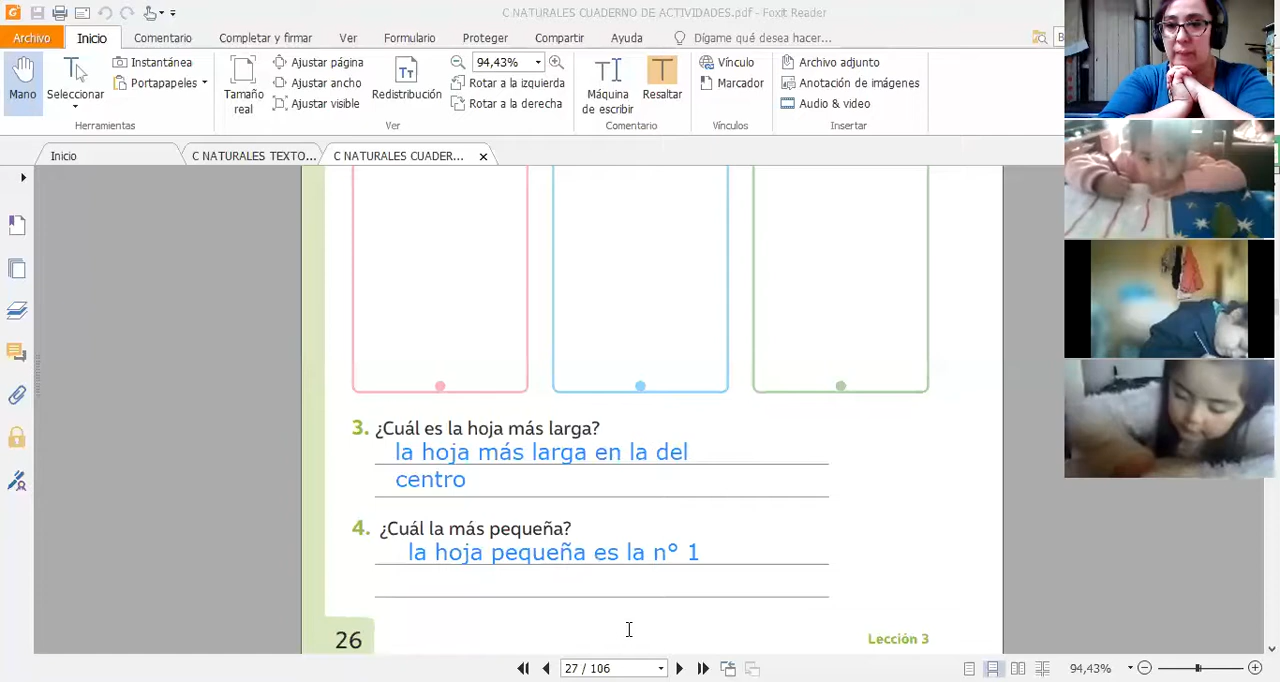 C NATURALES CUADERNO DE ACTIVIDADES.pdf - Foxit Reader
Archivo Inicio Comentario Completar y firmar Ver Formulario Proteger Compartir Ayuda Dígame qué desea hacer...
Mano
Seleccionar
Instantánea
Portapapeles
Herramientas
Tamaño real
Ajustar página
Ajustar ancho
Ajustar visible
94,43%
Redistribución
Rotar a la izquierda
Rotar a la derecha
Ver
Máquina de escribir
Resaltar
Comentario
Vínculo
Marcador
Vínculos
Archivo adjunto
Anotación de imágenes
Audio & video
Insertar
Inicio C NATURALES TEXTO... C NATURALES CUADER...
3. ¿Cuál es la hoja más larga?
la hoja más larga en la del
centro
4. ¿Cuál la más pequeña?
la hoja pequeña es la n° 1
26
Lección 3
27 / 106
94,43%